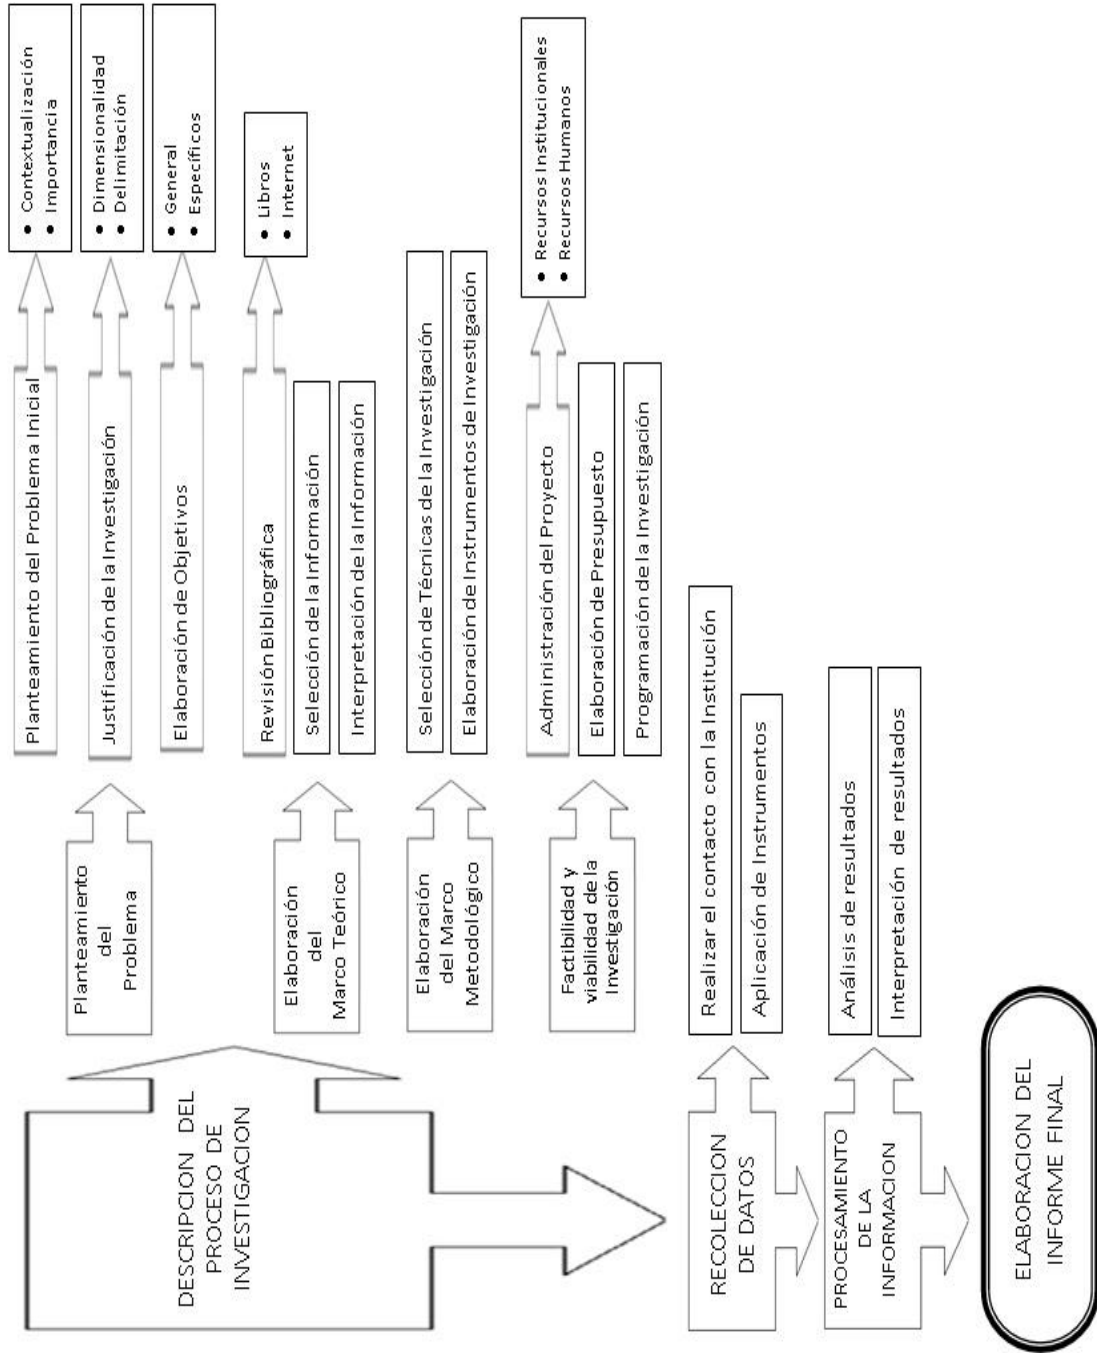 DESCRIPCION DEL
PROCESO DE
INVESTIGACION
Planteamiento
del
Problema
Planteamiento del Problema Inicial
• Contextualización
• Importancia
Justificación de la Investigación
• Dimensionalidad
• Delimitación
Elaboración de Objetivos
• General
• Específicos
Elaboración
del
Marco Teórico
Revisión Bibliográfica
• Libros
• Internet
Selección de la Información
Interpretación de la Información
Elaboración
del Marco
Metodológico
Selección de Técnicas de la Investigación
Elaboración de Instrumentos de Investigación
Factibilidad y
viabilidad de la
Investigación
Administración del Proyecto
• Recursos Institucionales
• Recursos Humanos
Elaboración de Presupuesto
Programación de la Investigación
RECOLECCION
DE DATOS
Realizar el contacto con la Institución
Aplicación de Instrumentos
PROCESAMIENTO
DE LA
INFORMACION
Análisis de resultados
Interpretación de resultados
ELABORACION DEL
INFORME FINAL